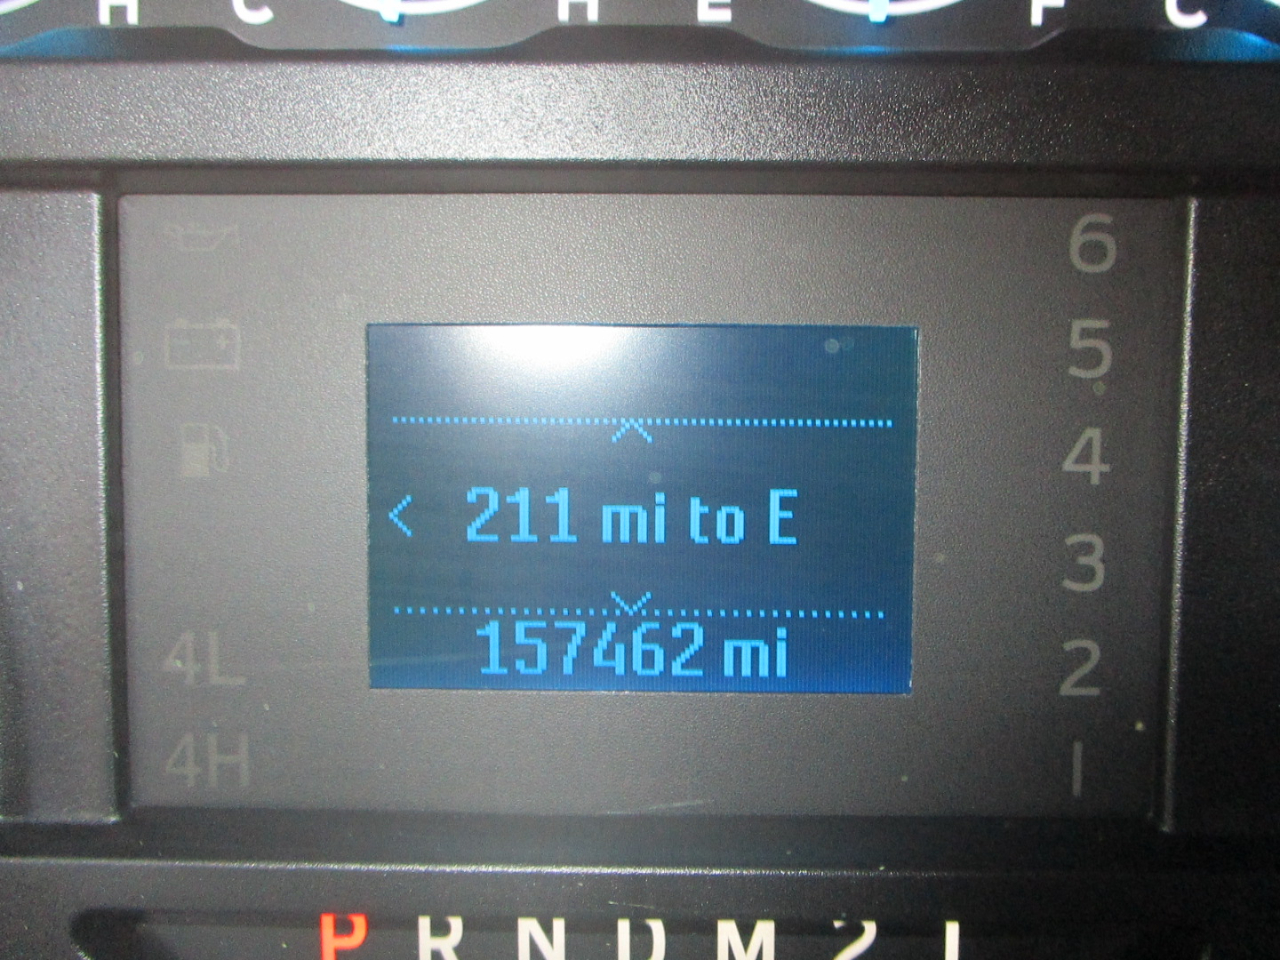 H C H E F C
6
5
4
< 211 mi to E
3
157462 mi
4L 2
4H 1
P R N D M 2 1